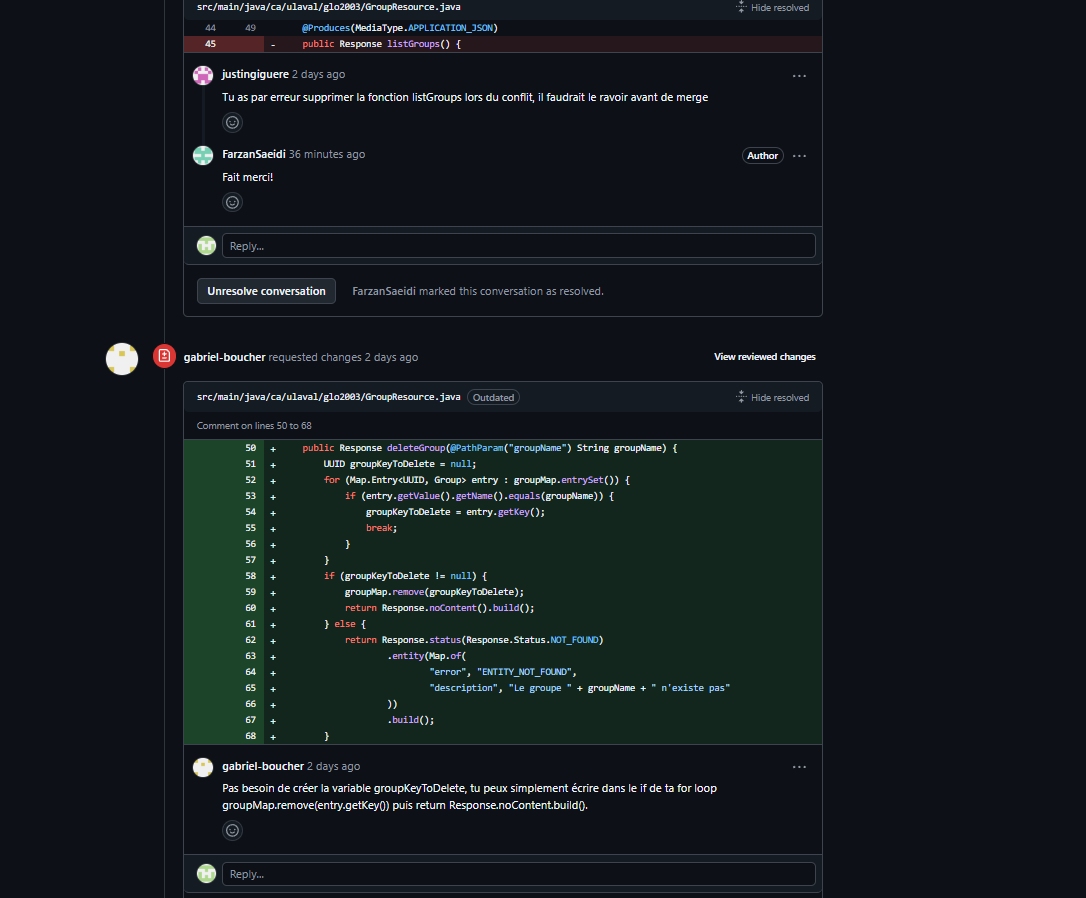 src/main/java/ca/ulaval/glo2003/GroupResource.java Hide resolved
44 49 @Produces(MediaType.APPLICATION_JSON)
45 - public Response listGroups() {
justingiguere 2 days ago ...
Tu as par erreur supprimer la fonction listGroups lors du conflit, il faudrait le ravoir avant de merge
FarzanSaeidi 36 minutes ago Author ...
Fait merci!
Reply...
Unresolve conversation FarzanSaeidi marked this conversation as resolved.
gabriel-boucher requested changes 2 days ago View reviewed changes
src/main/java/ca/ulaval/glo2003/GroupResource.java Outdated Hide resolved
Comment on lines 50 to 68
50 + public Response deleteGroup(@PathParam("groupName") String groupName) {
51 + UUID groupKeyToDelete = null;
52 + for (Map.Entry<UUID, Group> entry : groupMap.entrySet()) {
53 + if (entry.getValue().getName().equals(groupName)) {
54 + groupKeyToDelete = entry.getKey();
55 + break;
56 + }
57 + }
58 + if (groupKeyToDelete != null) {
59 + groupMap.remove(groupKeyToDelete);
60 + return Response.noContent().build();
61 + } else {
62 + return Response.status(Response.Status.NOT_FOUND)
63 + .entity(Map.of(
64 + "error", "ENTITY_NOT_FOUND",
65 + "description", "Le groupe " + groupName + " n'existe pas"
66 + ))
67 + .build();
68 + }
gabriel-boucher 2 days ago ...
Pas besoin de créer la variable groupKeyToDelete, tu peux simplement écrire dans le if de ta for loop
groupMap.remove(entry.getKey()) puis return Response.noContent.build().
Reply...